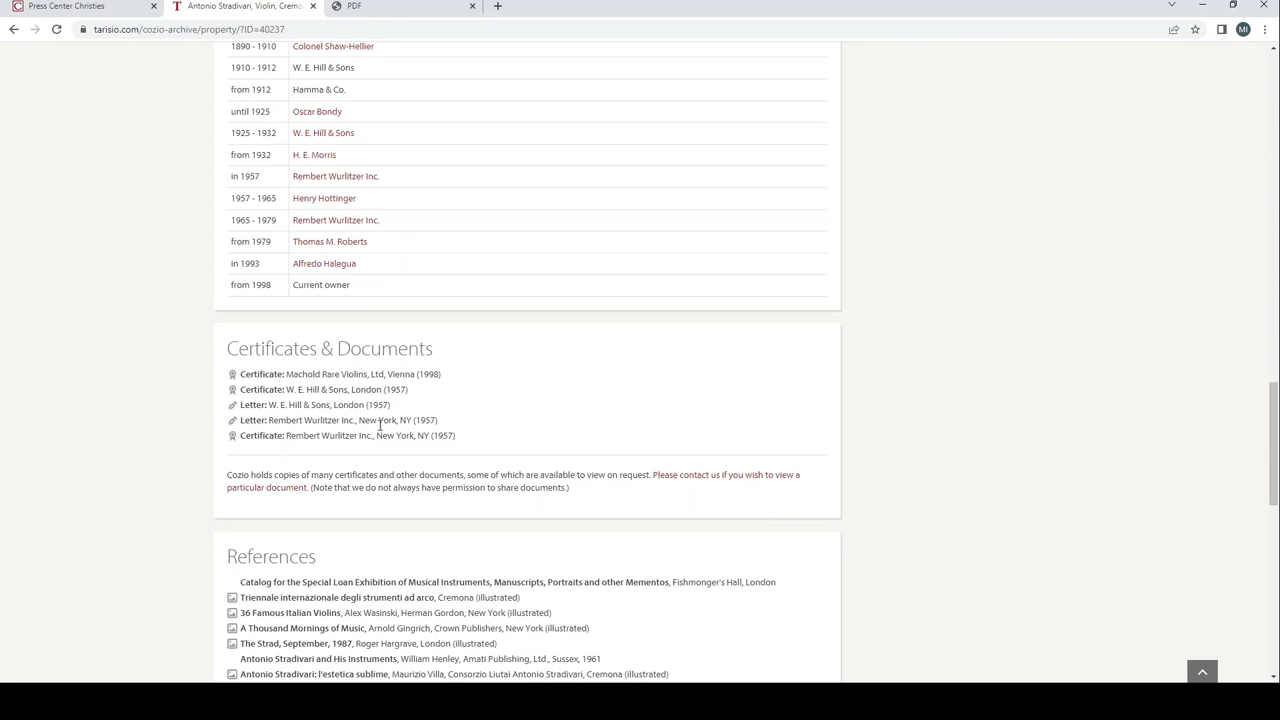 Press Center Christies
Antonio Stradivari, Violin, Cremo
PDF
tarisio.com/cozio-archive/property/?ID=40237
MI
1890 - 1910 Colonel Shaw-Hellier
1910 - 1912 W. E. Hill & Sons
from 1912 Hamma & Co.
until 1925 Oscar Bondy
1925 - 1932 W. E. Hill & Sons
from 1932 H. E. Morris
in 1957 Rembert Wurlitzer Inc.
1957 - 1965 Henry Hottinger
1965 - 1979 Rembert Wurlitzer Inc.
from 1979 Thomas M. Roberts
in 1993 Alfredo Halegua
from 1998 Current owner
Certificates & Documents
Certificate: Machold Rare Violins, Ltd, Vienna (1998)
Certificate: W. E. Hill & Sons, London (1957)
Letter: W. E. Hill & Sons, London (1957)
Letter: Rembert Wurlitzer Inc., New York, NY (1957)
Certificate: Rembert Wurlitzer Inc., New York, NY (1957)
Cozio holds copies of many certificates and other documents, some of which are available to view on request. Please contact us if you wish to view a
particular document. (Note that we do not always have permission to share documents.)
References
Catalog for the Special Loan Exhibition of Musical Instruments, Manuscripts, Portraits and other Mementos, Fishmonger's Hall, London
Triennale internazionale degli strumenti ad arco, Cremona (illustrated)
36 Famous Italian Violins, Alex Wasinski, Herman Gordon, New York (illustrated)
A Thousand Mornings of Music, Arnold Gingrich, Crown Publishers, New York (illustrated)
The Strad, September, 1987, Roger Hargrave, London (illustrated)
Antonio Stradivari and His Instruments, William Henley, Amati Publishing, Ltd., Sussex, 1961
Antonio Stradivari: l'estetica sublime, Maurizio Villa, Consorzio Liutai Antonio Stradivari, Cremona (illustrated)